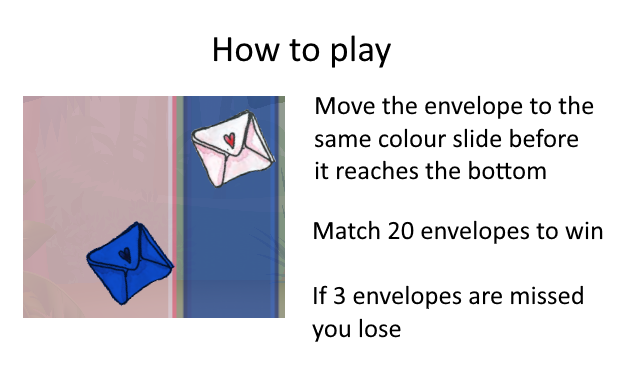 How to play
Move the envelope to the
same colour slide before
it reaches the bottom
Match 20 envelopes to win
If 3 envelopes are missed
you lose